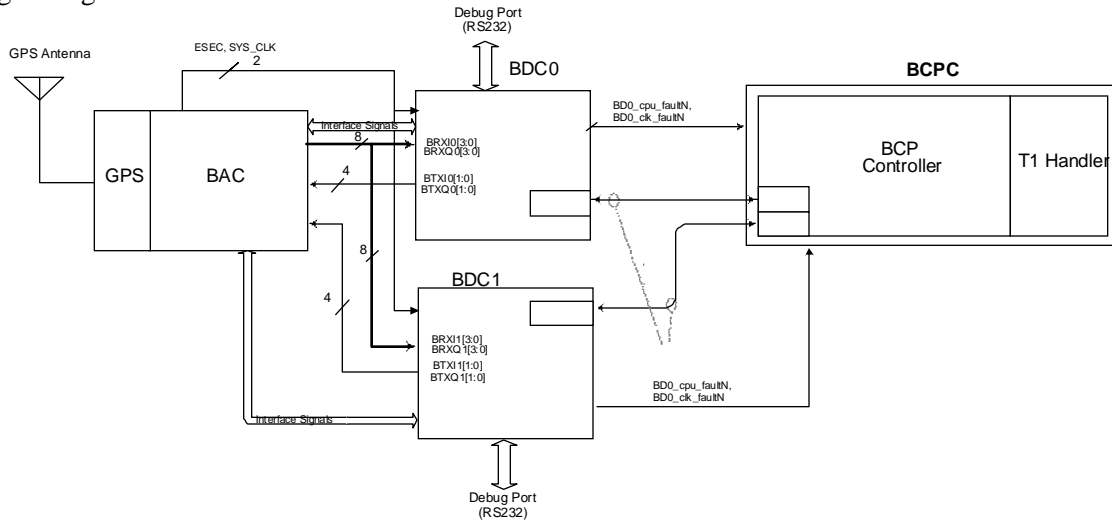 Debug Port
(RS232)
ESEC, SYS_CLK
2
GPS Antenna
BDC0
BCPC
BD0_cpu_faultN,
BD0_clk_faultN
Interface Signals
8
BRXI0[3:0]
BRXQ0[3:0]
BCP
Controller
T1 Handler
GPS
BAC
4
BTXI0[1:0]
BTXQ0[1:0]
8
BDC1
4
BRXI1[3:0]
BRXQ1[3:0]
BTXI1[1:0]
BTXQ1[1:0]
BD0_cpu_faultN,
BD0_clk_faultN
Interface Signals
Debug Port
(RS232)